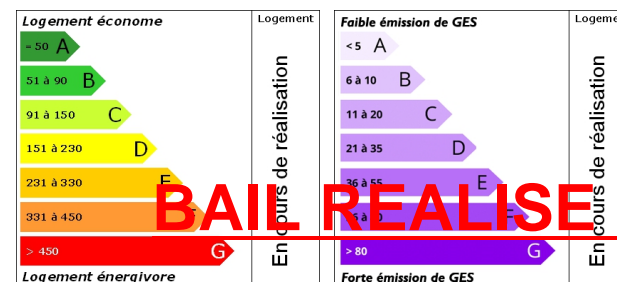 Logement économe
Logement
- 50 A
51 à 90 B
91 à 150 C
151 à 230 D
231 à 330 E
331 à 450
> 450 G
Logement énergivore
En cours de réalisation
Faible émission de GES
< 5 A
6 à 10 B
11 à 20 C
21 à 35 D
36 à 55 E
F
> 80 G
Forte émission de GES
En cours de réalisation
BAIL REALISE